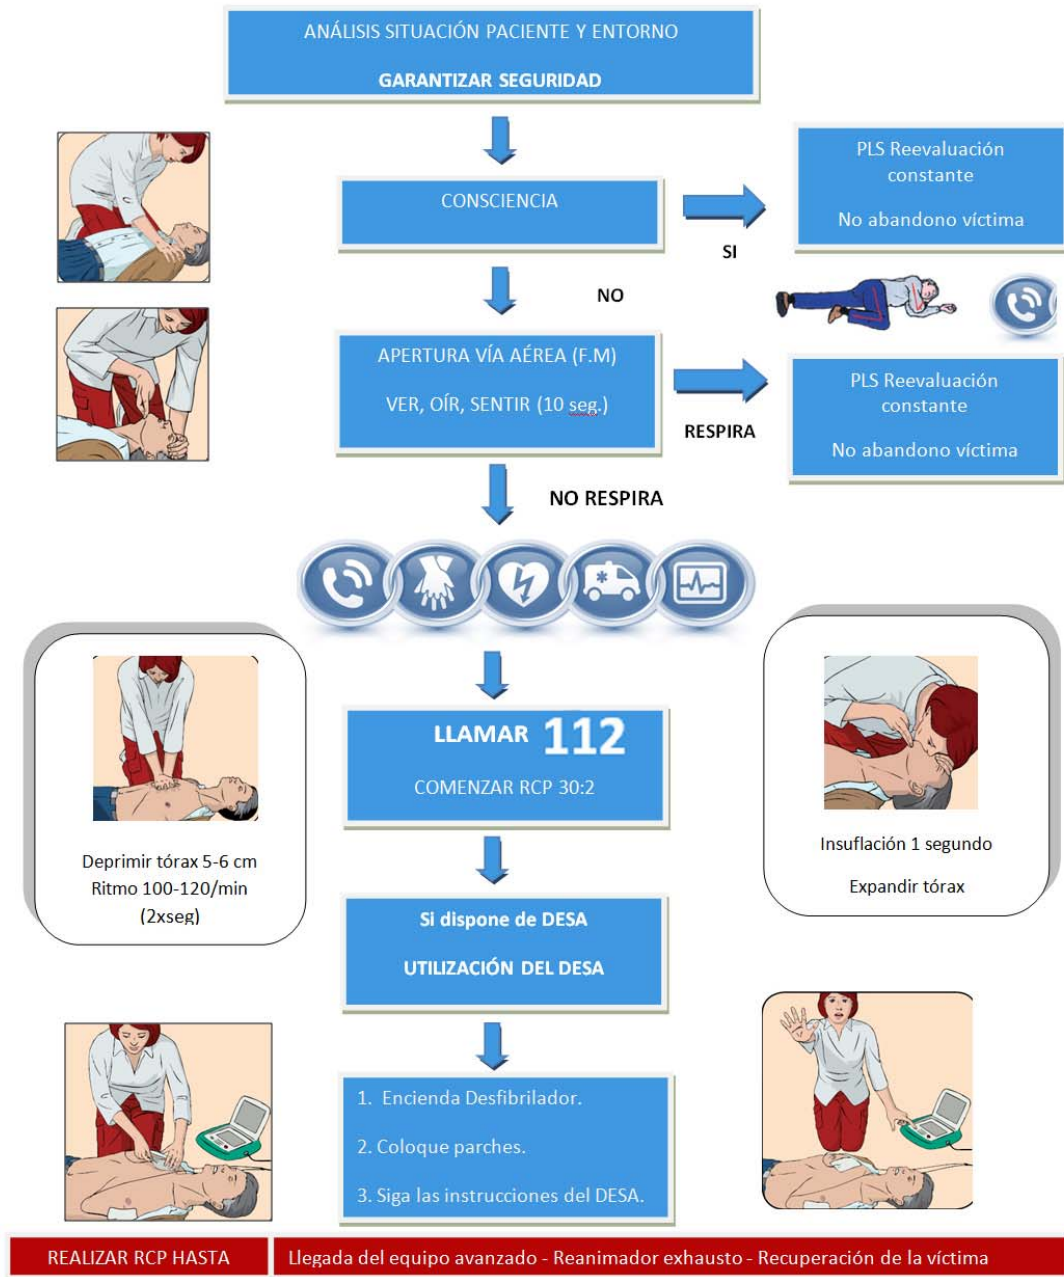 ANÁLISIS SITUACIÓN PACIENTE Y ENTORNO
GARANTIZAR SEGURIDAD
CONSCIENCIA
SI
PLS Reevaluación
constante
No abandono víctima
NO
APERTURA VÍA AÉREA (F.M)
VER, OÍR, SENTIR (10 seg.)
RESPIRA
PLS Reevaluación
constante
No abandono víctima
NO RESPIRA
LLAMAR 112
COMENZAR RCP 30:2
Deprimir tórax 5-6 cm
Ritmo 100-120/min
(2xseg)
Insuflación 1 segundo
Expandir tórax
Si dispone de DESA
UTILIZACIÓN DEL DESA
1. Encienda Desfibrilador.
2. Coloque parches.
3. Siga las instrucciones del DESA.
REALIZAR RCP HASTA
Llegada del equipo avanzado - Reanimador exhausto - Recuperación de la víctima